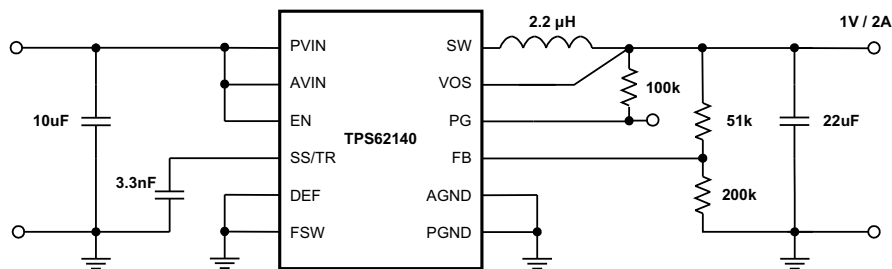 2.2 µH
1V / 2A
PVIN
SW
AVIN
VOS
100k
10uF
EN
PG
51k
22uF
TPS62140
SS/TR
FB
3.3nF
DEF
AGND
200k
FSW
PGND